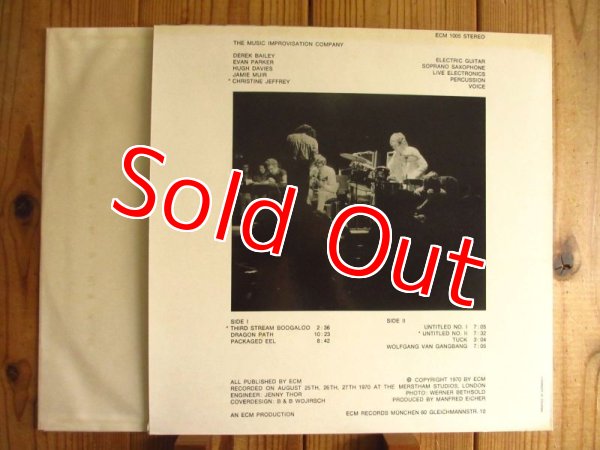 ECM 1005 STEREO
THE MUSIC IMPROVISATION COMPANY
DEREK BAILEY ELECTRIC GUITAR
EVAN PARKER SOPRANO SAXOPHONE
HUGH DAVIES LIVE ELECTRONICS
JAMIE MUIR PERCUSSION
* CHRISTINE JEFFREY VOICE
Sold Out
SIDE I
* THIRD STREAM BOOGALOO 2:36
DRAGON PATH 10:23
PACKAGED EEL 8:42
SIDE II
UNTITLED NO. I 7:05
* UNTITLED NO. II 7:32
TUCK 3:04
WOLFGANG VAN GANGBANG 7:00
ALL PUBLISHED BY ECM
© COPYRIGHT 1970 BY ECM
RECORDED ON AUGUST 25TH, 26TH, 27TH 1970 AT THE MERSTHAM STUDIOS, LONDON
ENGINEER: JENNY THOR PHOTO: WERNER BETHSOLD
COVERDESIGN: B & B WOJIRSCH PRODUCED BY MANFRED EICHER
AN ECM PRODUCTION ECM RECORDS MÜNCHEN 60 GLEICHMANNSTR. 10